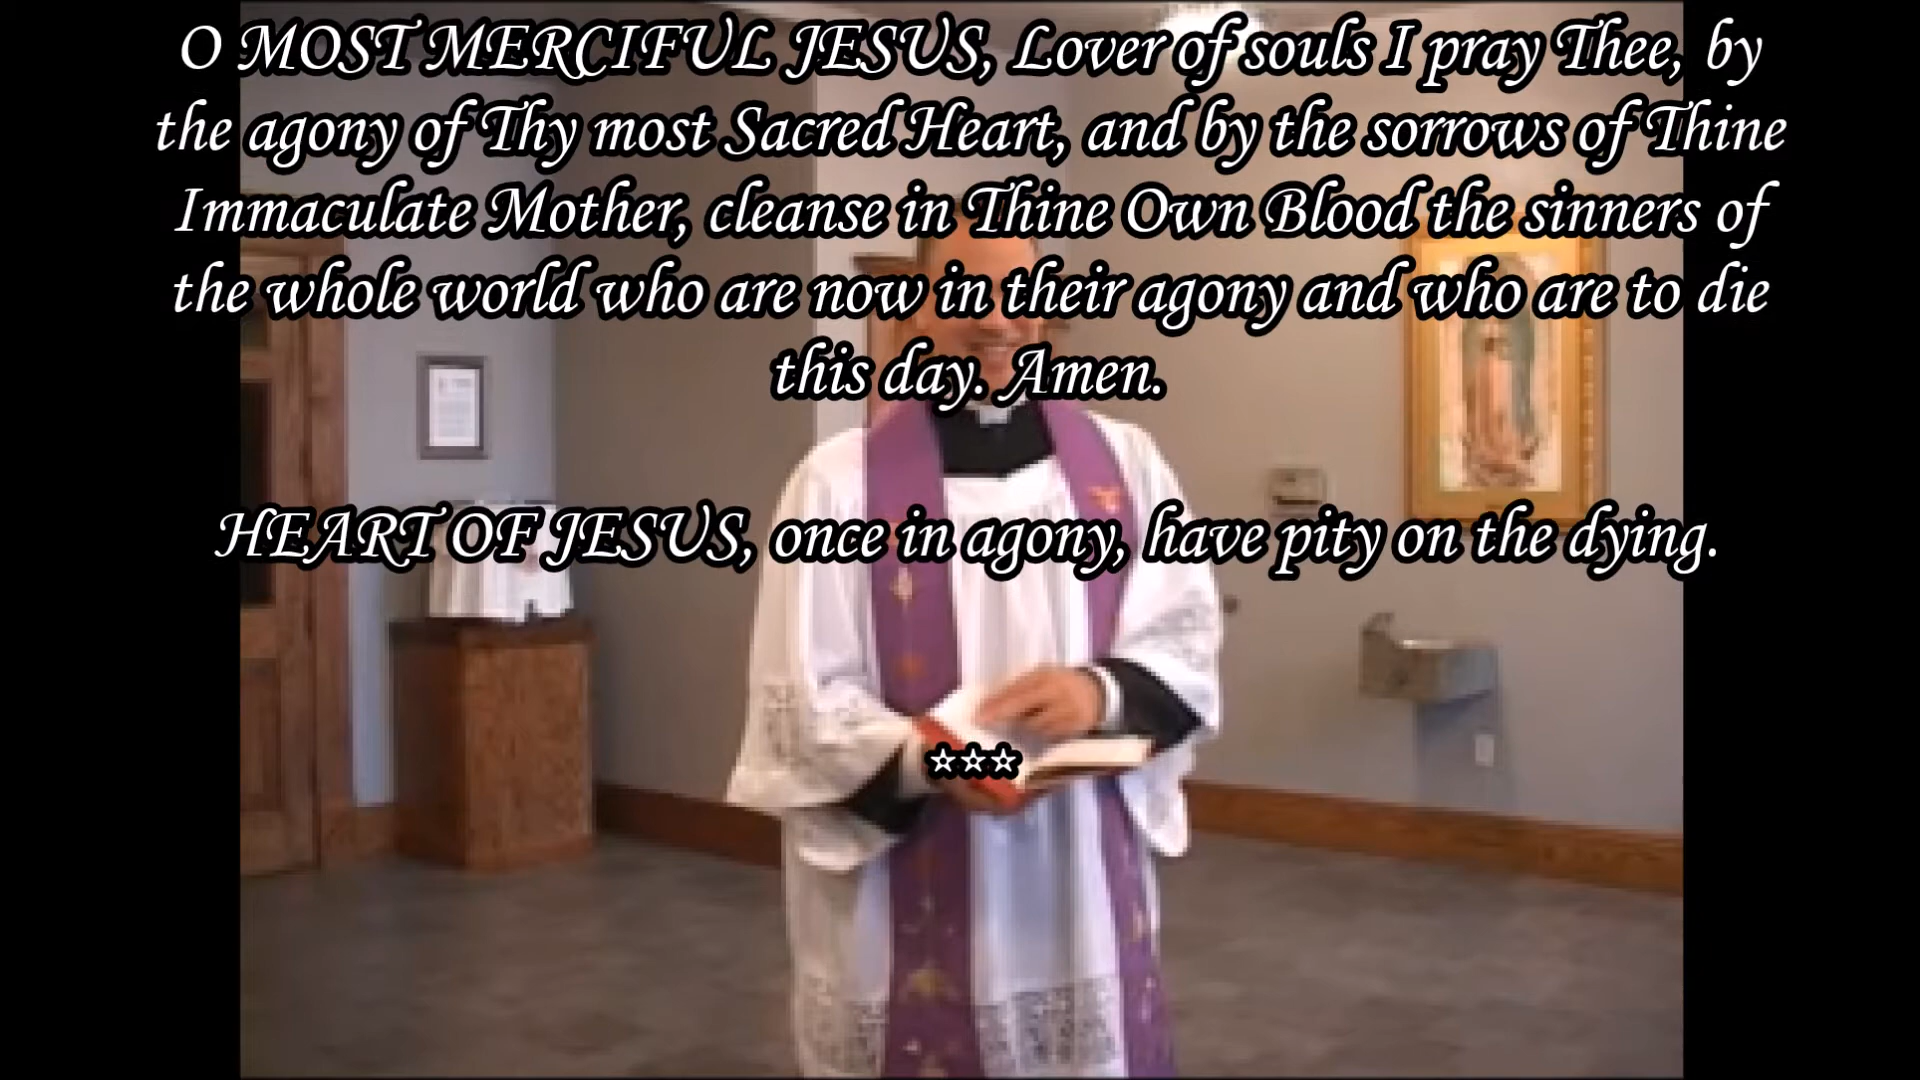 O MOST MERCIFUL JESUS, Lover of souls I pray Thee, by
the agony of Thy most Sacred Heart, and by the sorrows of Thine
Immaculate Mother, cleanse in Thine Own Blood the sinners of
the whole world who are now in their agony and who are to die
this day. Amen.
HEART OF JESUS, once in agony, have pity on the dying.
☆☆☆